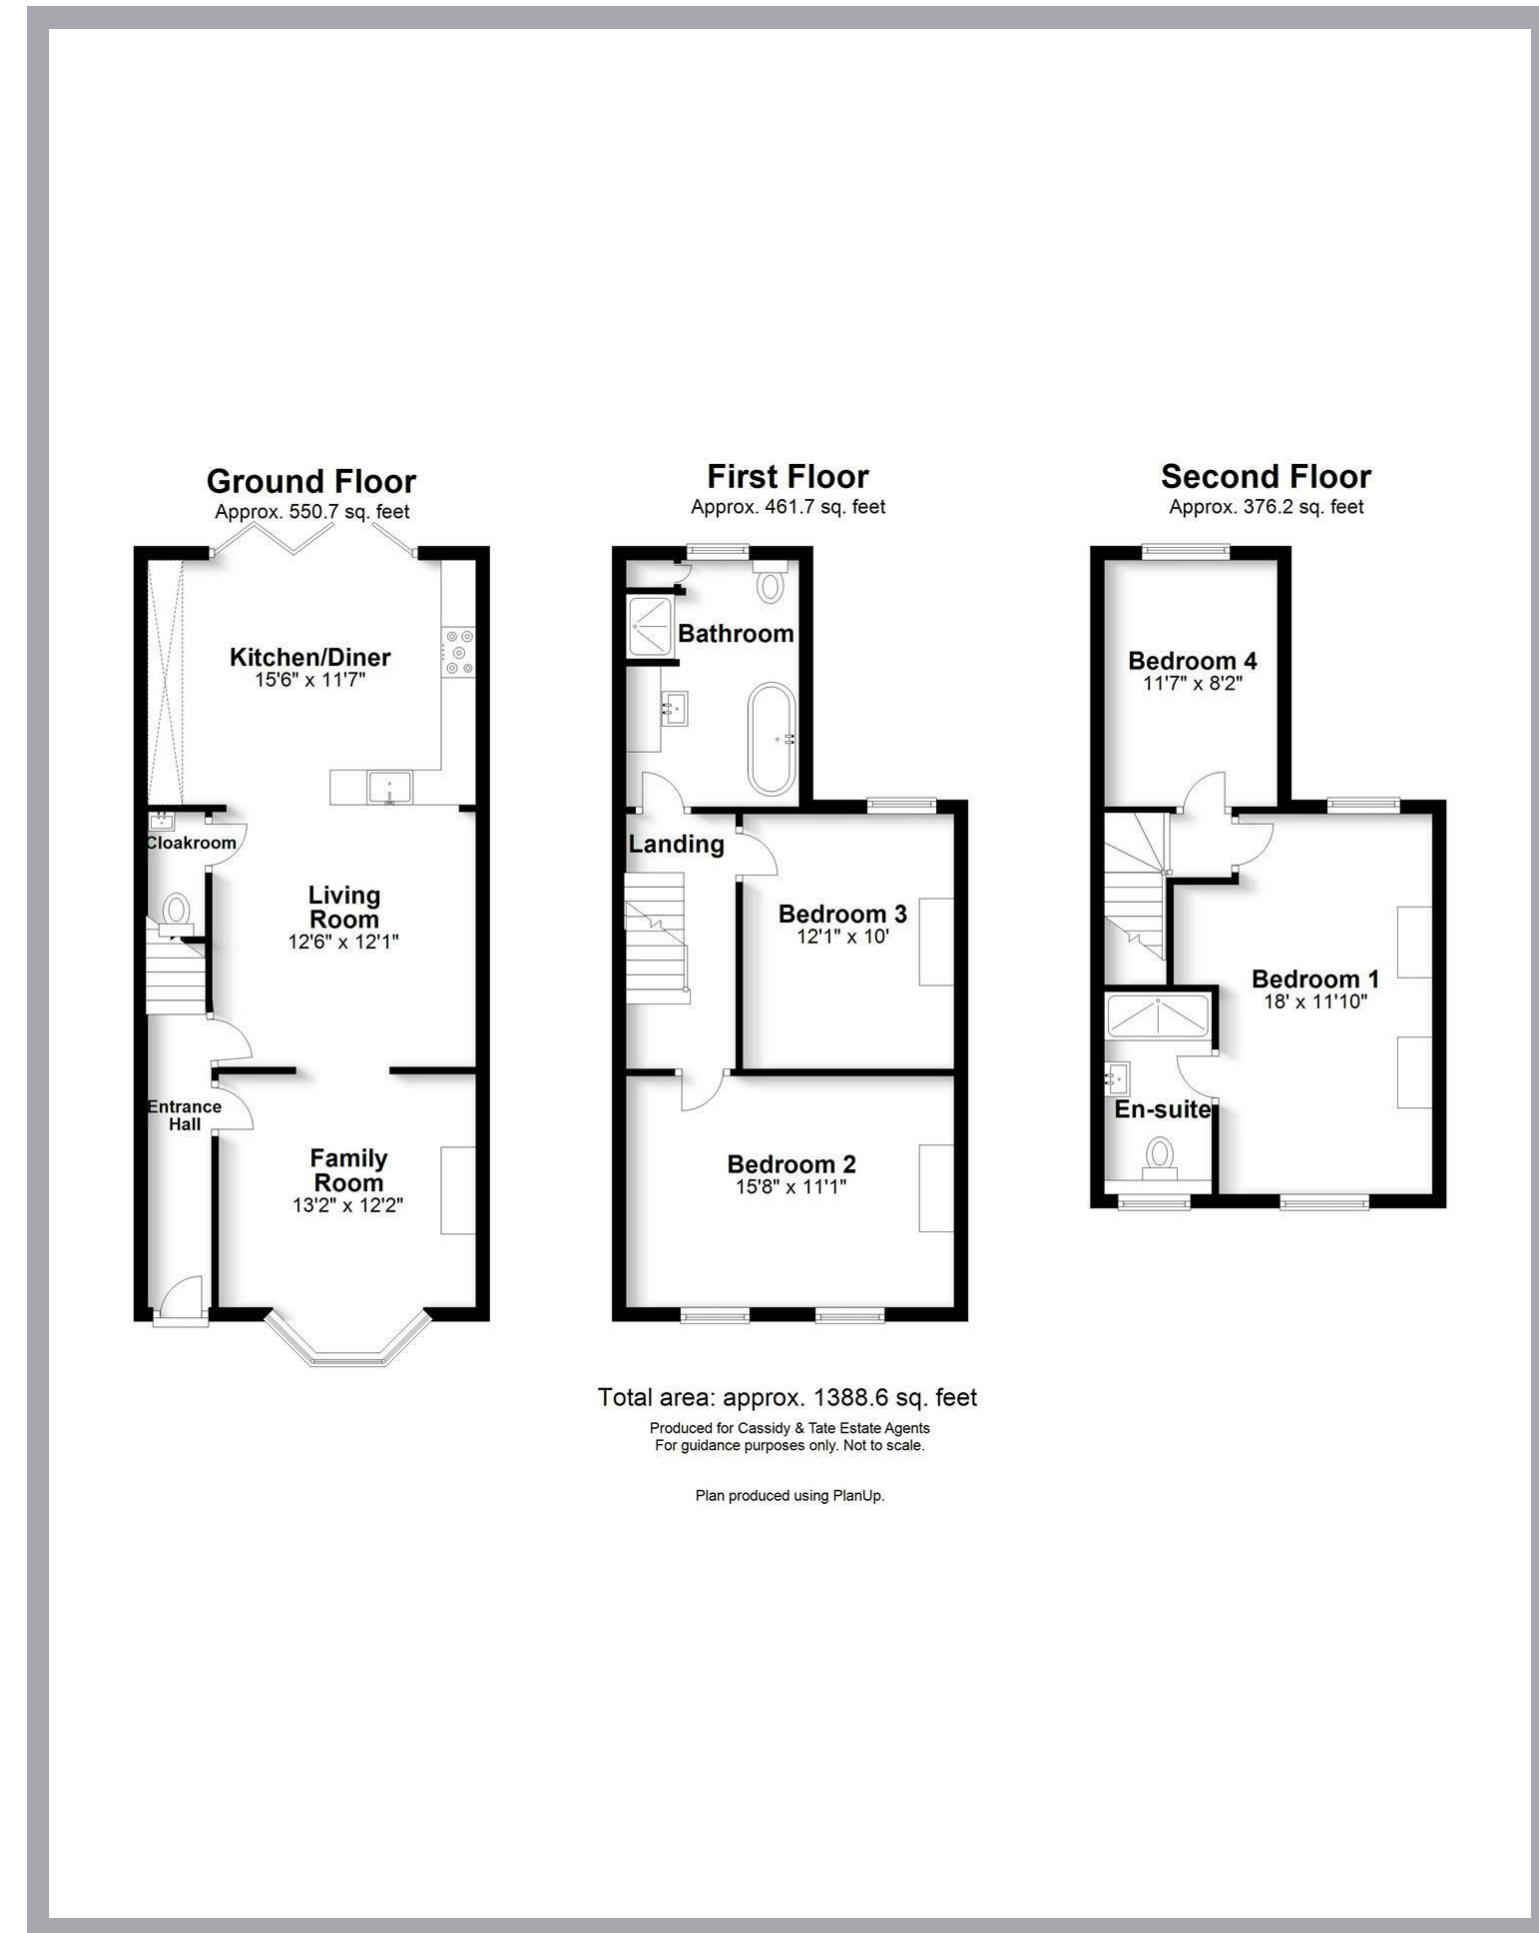 Ground Floor
Approx. 550.7 sq. feet
Kitchen/Diner
15'6" x 11'7"
Cloakroom
Living
Room
12'6" x 12'1"
Entrance
Hall
Family
Room
13'2" x 12'2"
First Floor
Approx. 461.7 sq. feet
Bathroom
Landing
Bedroom 3
12'1" x 10'
Bedroom 2
15'8" x 11'1"
Second Floor
Approx. 376.2 sq. feet
Bedroom 4
11'7" x 8'2"
Bedroom 1
18' x 11'10"
En-suite
Total area: approx. 1388.6 sq. feet
Produced for Cassidy & Tate Estate Agents
For guidance purposes only. Not to scale.
Plan produced using PlanUp.